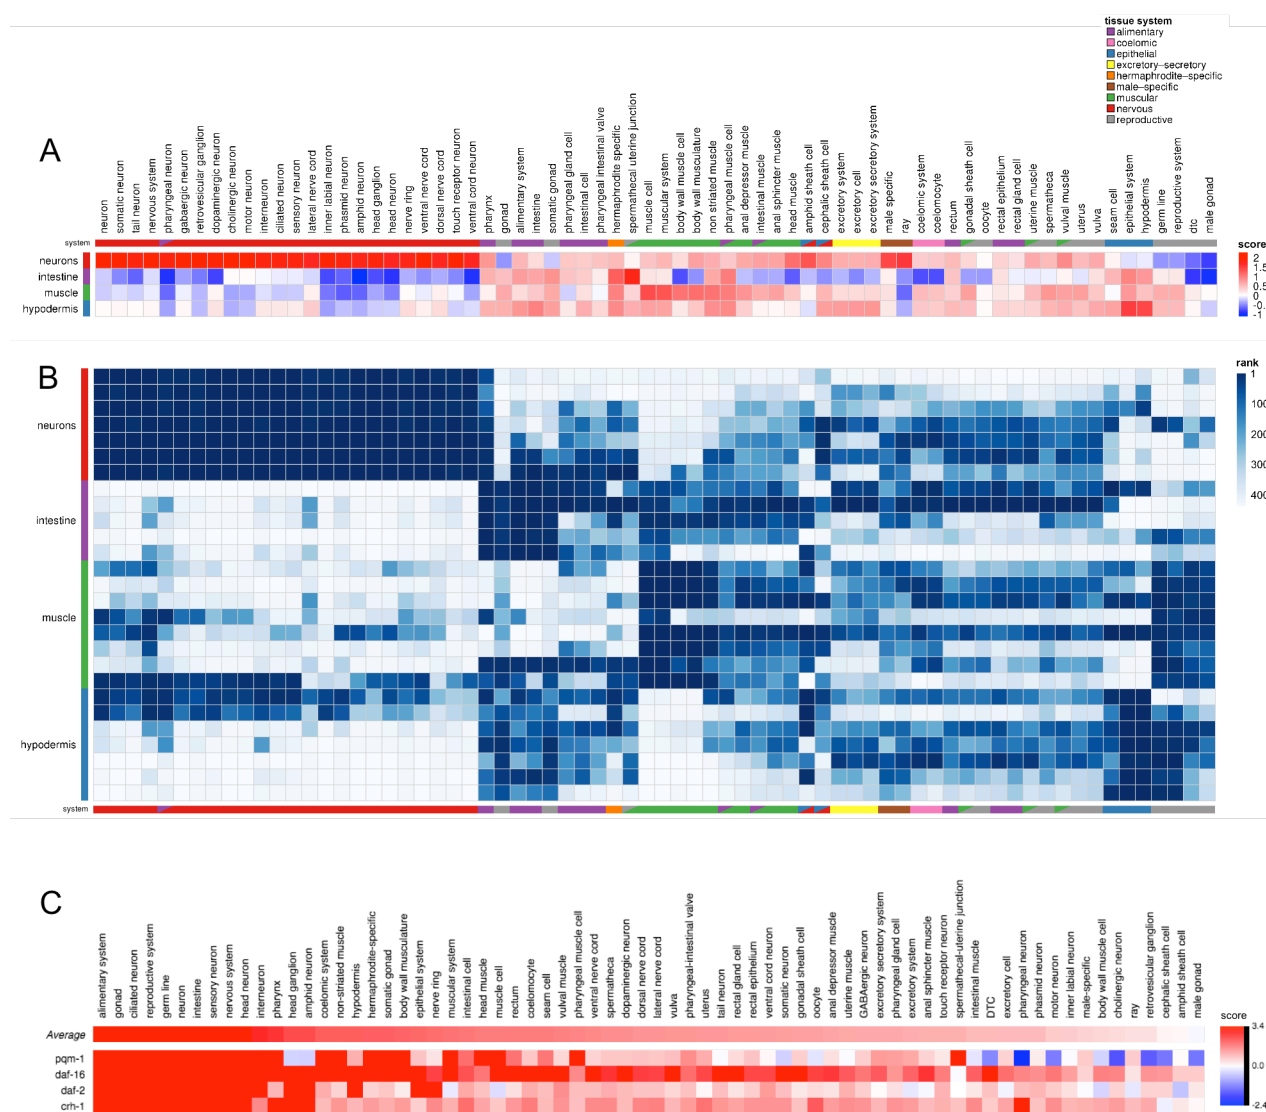 tissue system
alimentary
coelomic
epithelial
excretory–secretory
hermaphrodite–specific
male–specific
muscular
nervous
reproductive
A
neuron
somatic neuron
tail neuron
nervous system
pharyngeal neuron
gabaergic neuron
retrovesicular ganglion
dopaminergic neuron
cholinergic neuron
motor neuron
interneuron
ciliated neuron
sensory neuron
lateral nerve cord
inner labial neuron
phasmid neuron
amphid neuron
head ganglion
head neuron
nerve ring
ventral nerve cord
dorsal nerve cord
touch receptor neuron
ventral cord neuron
pharynx
gonad
alimentary system
intestine
somatic gonad
pharyngeal gland cell
intestinal cell
pharyngeal intestinal valve
hermaphrodite specific
spermathecal uterine junction
muscle cell
muscular system
body wall muscle cell
body wall musculature
non striated muscle
pharyngeal muscle cell
anal depressor muscle
intestinal muscle
anal sphincter muscle
head muscle
amphid sheath cell
cephalic sheath cell
excretory system
excretory cell
excretory secretory system
male specific
ray
coelomic system
coelomocyte
rectum
gonadal sheath cell
oocyte
rectal epithelium
rectal gland cell
uterine muscle
spermatheca
vulval muscle
uterus
vulva
seam cell
epithelial system
hypodermis
germ line
reproductive system
dtc
male gonad
system
neurons
intestine
muscle
hypodermis
score
2
1.5
1
0.5
0
-0.
-1
B
neurons
intestine
muscle
hypodermis
system
rank
1
100
200
300
400
C
alimentary system
gonad
ciliated neuron
reproductive system
germ line
neuron
intestine
sensory neuron
nervous system
head neuron
interneuron
pharynx
head ganglion
amphid neuron
coelomic system
non-striated muscle
hypodermis
hermaphrodite-specific
somatic gonad
body wall musculature
epithelial system
nerve ring
muscular system
intestinal cell
head muscle
muscle cell
rectum
coelomocyte
seam cell
vulval muscle
pharyngeal muscle cell
ventral nerve cord
spermatheca
dopaminergic neuron
dorsal nerve cord
lateral nerve cord
vulva
pharyngeal-intestinal valve
uterus
tail neuron
rectal gland cell
rectal epithelium
ventral cord neuron
somatic neuron
gonadal sheath cell
oocyte
anal depressor muscle
uterine muscle
GABAergic neuron
excretory secretory system
pharyngeal gland cell
excretory system
anal sphincter muscle
touch receptor neuron
spermathecal-uterine junction
intestinal muscle
DTC
excretory cell
pharyngeal neuron
phasmid neuron
motor neuron
inner labial neuron
male-specific
body wall muscle cell
cholinergic neuron
ray
retrovesicular ganglion
cephalic sheath cell
amphid sheath cell
male gonad
Average
pqm-1
daf-16
daf-2
crh-1
score
3.4
0.0
-2.4